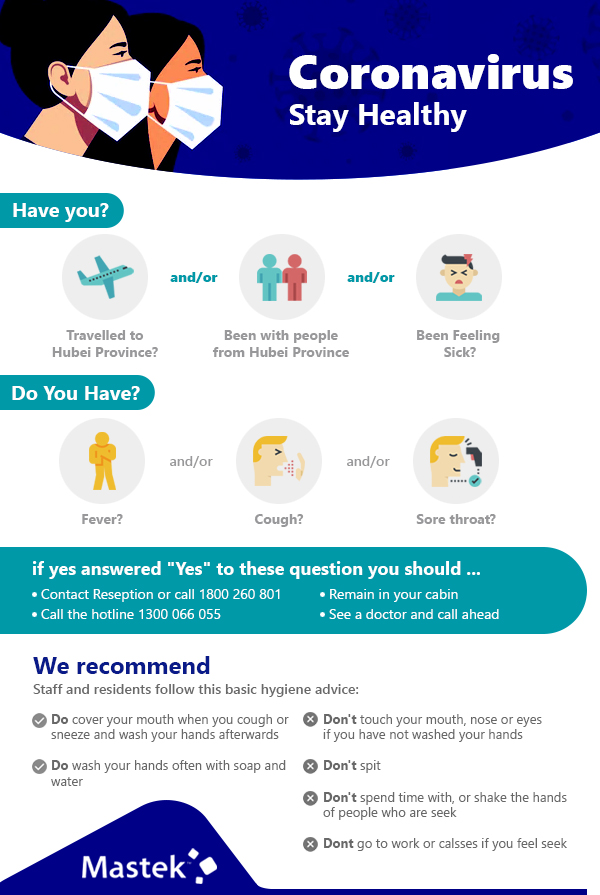 Coronavirus
Stay Healthy
Have you?
and/or
and/or
Travelled to
Hubei Province?
Been with people
from Hubei Province
Been Feeling
Sick?
Do You Have?
and/or
and/or
Fever?
Cough?
Sore throat?
if yes answered "Yes" to these question you should ...
• Contact Reseption or call 1800 260 801
• Call the hotline 1300 066 055
• Remain in your cabin
• See a doctor and call ahead
We recommend
Staff and residents follow this basic hygiene advice:
Do cover your mouth when you cough or
sneeze and wash your hands afterwards
Do wash your hands often with soap and
water
Don't touch your mouth, nose or eyes
if you have not washed your hands
Don't spit
Don't spend time with, or shake the hands
of people who are seek
Dont go to work or calsses if you feel seek
Mastek™